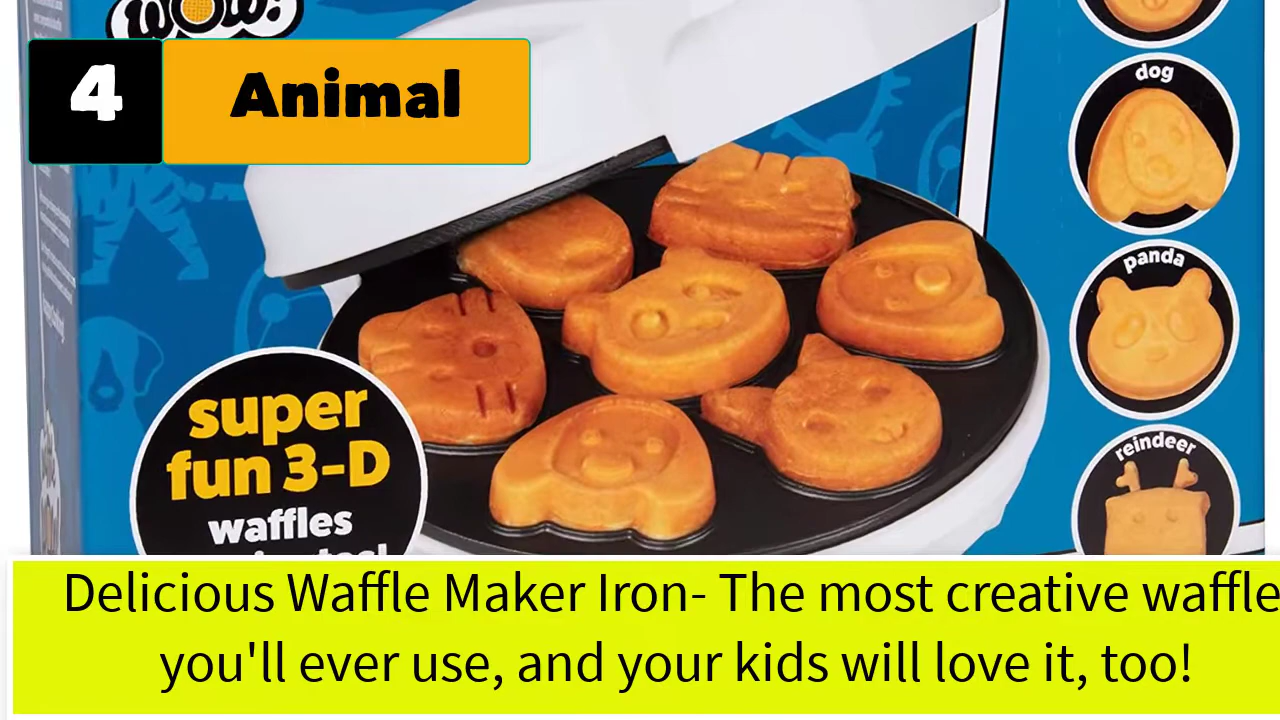 wow!
4
Animal
dog
panda
reindeer
super
fun 3-D
waffles
Delicious Waffle Maker Iron- The most creative waffle
you'll ever use, and your kids will love it, too!